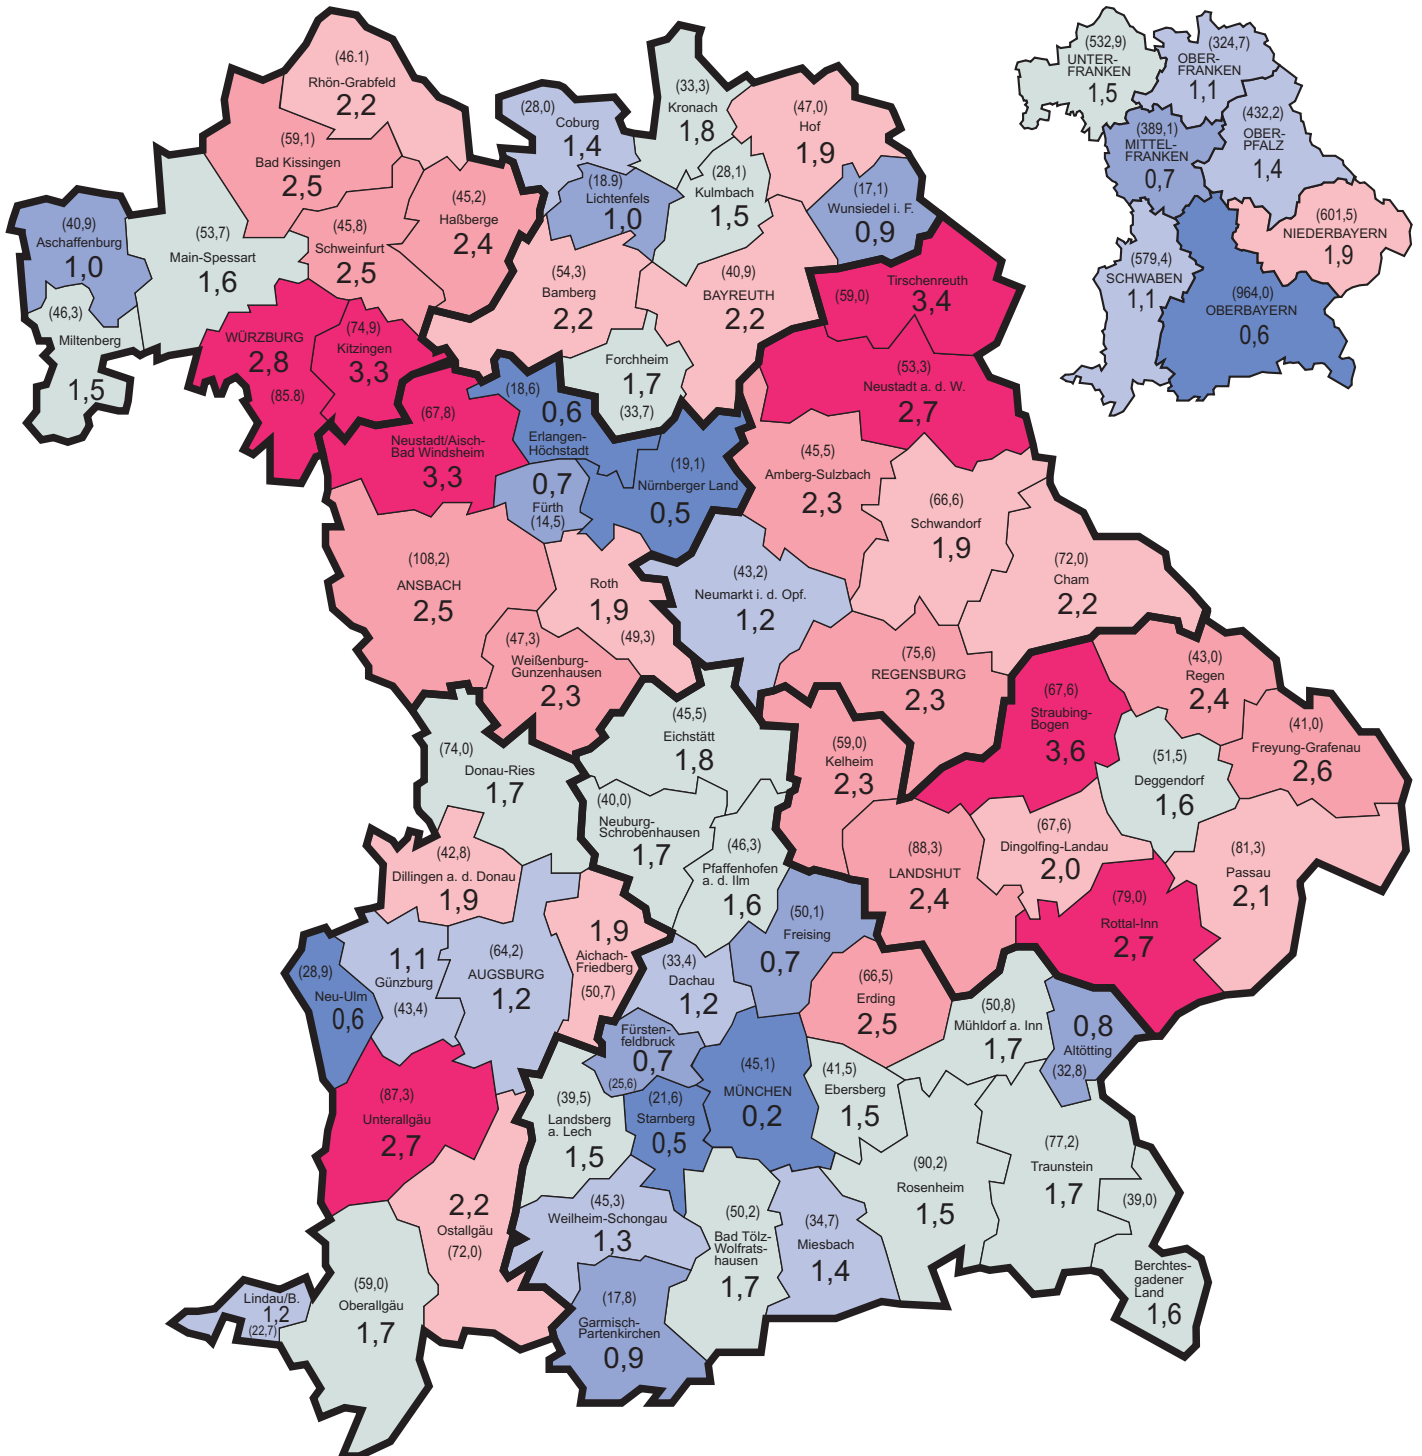 (46.1)
Rhön-Grabfeld
2,2
(59,1)
Bad Kissingen
2,5
(53,7)
Main-Spessart
1,6
(40,9)
Aschaffenburg
1,0
(46,3)
Miltenberg
1,5
(45,8)
Schweinfurt
2,5
(45,2)
Haßberge
2,4
WÜRZBURG
2,8
(85.8)
(74,9)
Kitzingen
3,3
(28,0)
Coburg
1,4
(33,3)
Kronach
1,8
(47,0)
Hof
1,9
(18.9)
Lichtenfels
1,0
(28,1)
Kulmbach
1,5
(17,1)
Wunsiedel i. F.
0,9
(54,3)
Bamberg
2,2
(40,9)
BAYREUTH
2,2
Forchheim
1,7
(33,7)
Tirschenreuth
(59,0)
3,4
(53,3)
Neustadt a. d. W.
2,7
(67,8)
Neustadt/Aisch-
Bad Windsheim
3,3
(18,6)
0,6
Erlangen-
Höchstadt
0,7
Fürth
(14,5)
(19,1)
Nürnberger Land
0,5
(45,5)
Amberg-Sulzbach
2,3
(66,6)
Schwandorf
1,9
(72,0)
Cham
2,2
(108,2)
ANSBACH
2,5
Roth
1,9
(49,3)
(43,2)
Neumarkt i. d. Opf.
1,2
(47,3)
Weißenburg-
Gunzenhausen
2,3
(75,6)
REGENSBURG
2,3
(67,6)
Straubing-
Bogen
3,6
(43,0)
Regen
2,4
(41,0)
Freyung-Grafenau
2,6
(51,5)
Deggendorf
1,6
(74,0)
Donau-Ries
1,7
(45,5)
Eichstätt
1,8
(59,0)
Kelheim
2,3
(40,0)
Neuburg-
Schrobenhausen
1,7
(46,3)
Pfaffenhofen
a. d. Ilm
1,6
(88,3)
LANDSHUT
2,4
(67,6)
Dingolfing-Landau
2,0
(81,3)
Passau
2,1
(79,0)
Rottal-Inn
2,7
(42,8)
Dillingen a. d. Donau
1,9
1,1
Günzburg
(43,4)
(64,2)
AUGSBURG
1,2
1,9
Aichach-
Friedberg
(50,7)
(28,9)
Neu-Ulm
0,6
(33,4)
Dachau
1,2
(50,1)
Freising
0,7
(66,5)
Erding
2,5
(50,8)
Mühldorf a. Inn
1,7
0,8
Altötting
(32,8)
Fürsten-
feldbruck
0,7
(25,6)
(45,1)
MÜNCHEN
0,2
(41,5)
Ebersberg
1,5
(39,5)
Landsberg
a. Lech
1,5
(21,6)
Starnberg
0,5
(87,3)
Unterallgäu
2,7
2,2
Ostallgäu
(72,0)
(45,3)
Weilheim-Schongau
1,3
(50,2)
Bad Tölz-
Wolfrats-
hausen
1,7
(34,7)
Miesbach
1,4
(90,2)
Rosenheim
1,5
(77,2)
Traunstein
1,7
(39,0)
Berchtes-
gadener
Land
1,6
(17,8)
Garmisch-
Partenkirchen
0,9
(59,0)
Oberallgäu
1,7
Lindau/B.
1,2
(22,7)
(532,9)
UNTER-
FRANKEN
1,5
(324,7)
OBER-
FRANKEN
1,1
(389,1)
MITTEL-
FRANKEN
0,7
(432,2)
OBER-
PFALZ
1,4
(601,5)
NIEDERBAYERN
1,9
(579,4)
SCHWABEN
1,1
(964,0)
OBERBAYERN
0,6